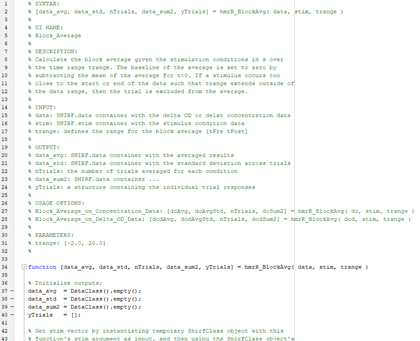 1 % SYNTAX:
2 % [data_avg, data_std, nTrials, data_sum2, yTrials] = hmrR_BlockAvg( data, stim, trange )
3 %
4 % UI NAME:
5 % Block_Average
6 %
7 % DESCRIPTION:
8 % Calculate the block average given the stimulation conditions in s over
9 % the time range trange. The baseline of the average is set to zero by
10 % subtracting the mean of the average for t<0. If a stimulus occurs too
11 % close to the start or end of the data such that trange extends outside of
12 % the data range, then the trial is excluded from the average.
13 %
14 % INPUT:
15 % data: SNIRF.data container with the delta OD or delat concentration data
16 % stim: SNIRF.stim container with the stimulus condition data
17 % trange: defines the range for the block average [tPre tPost]
18 %
19 % OUTPUT:
20 % data_avg: SNIRF.data container with the averaged results
21 % data_std: SNIRF.data container with the standard deviation across trials
22 % nTrials: the number of trials averaged for each condition
23 % data_sum2: SNIRF.data container ...
24 % yTrials: a structure containing the individual trial responses
25 %
26 % USAGE OPTIONS:
27 % Block_Average_on_Concentration_Data: [dcAvg, dcAvgStd, nTrials, dcSum2] = hmrR_BlockAvg( dc, stim, trange )
28 % Block_Average_on_Delta_OD_Data: [dodAvg, dodAvgStd, nTrials, dodSum2] = hmrR_BlockAvg( dod, stim, trange )
29 %
30 % PARAMETERS:
31 % trange: [-2.0, 20.0]
32 %
33
34 function [data_avg, data_std, nTrials, data_sum2, yTrials] = hmrR_BlockAvg( data, stim, trange )
35
36 % Initialize outputs;
37 – data_avg = DataClass().empty();
38 – data_std = DataClass().empty();
39 – data_sum2 = DataClass().empty();
40 – yTrials = [];
41
42 % Get stim vector by instantiating temporary SnirfClass object with this
43 % function's stim argument as input, and then using the SnirfClass object's